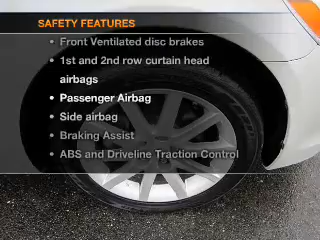 SAFETY FEATURES
• Front Ventilated disc brakes
• 1st and 2nd row curtain head
airbags
• Passenger Airbag
• Side airbag
• Braking Assist
• ABS and Driveline Traction Control